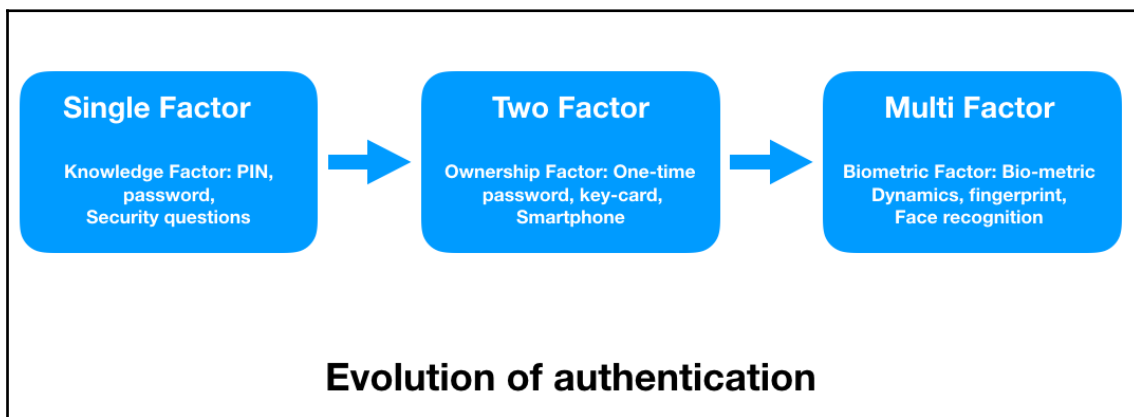 Single Factor
Knowledge Factor: PIN,
password,
Security questions
Two Factor
Ownership Factor: One-time
password, key-card,
Smartphone
Multi Factor
Biometric Factor: Bio-metric
Dynamics, fingerprint,
Face recognition
Evolution of authentication